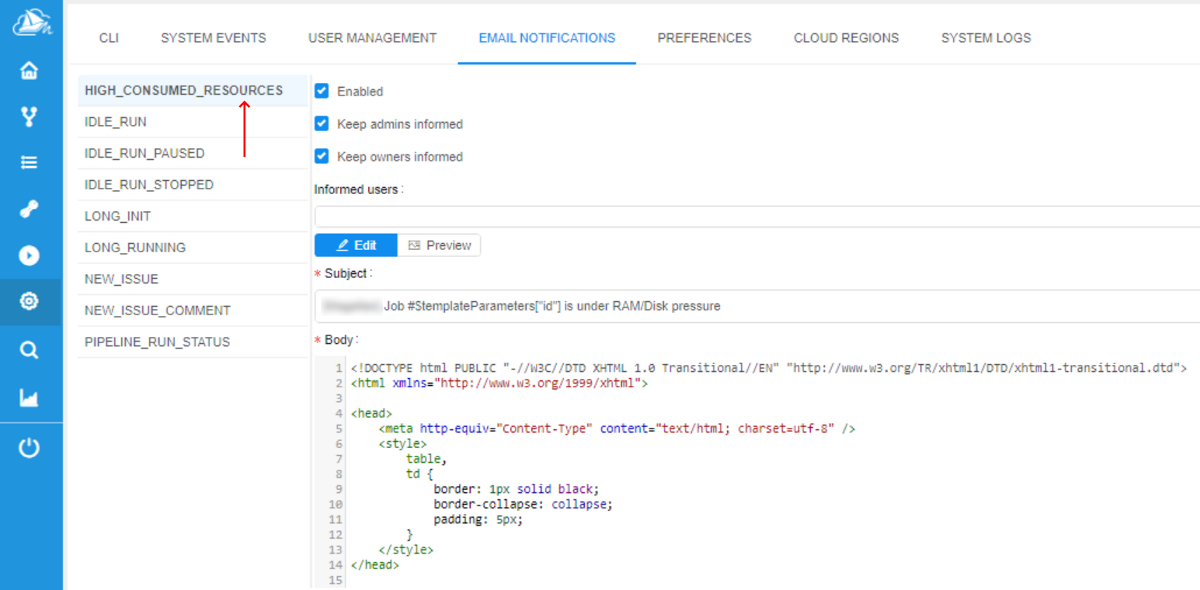 CLI SYSTEM EVENTS USER MANAGEMENT EMAIL NOTIFICATIONS PREFERENCES CLOUD REGIONS SYSTEM LOGS
HIGH_CONSUMED_RESOURCES
IDLE_RUN
IDLE_RUN_PAUSED
IDLE_RUN_STOPPED
LONG_INIT
LONG_RUNNING
NEW_ISSUE
NEW_ISSUE_COMMENT
PIPELINE_RUN_STATUS
Enabled
Keep admins informed
Keep owners informed
Informed users:
Edit Preview
* Subject:
Job #$templateParameters["id"] is under RAM/Disk pressure
* Body:
1 <!DOCTYPE html PUBLIC "-//W3C//DTD XHTML 1.0 Transitional//EN" "http://www.w3.org/TR/xhtml1/DTD/xhtml1-transitional.dtd">
2 <html xmlns="http://www.w3.org/1999/xhtml">
3
4 <head>
5 <meta http-equiv="Content-Type" content="text/html; charset=utf-8" />
6 <style>
7 table,
8 td {
9 border: 1px solid black;
10 border-collapse: collapse;
11 padding: 5px;
12 }
13 </style>
14 </head>
15